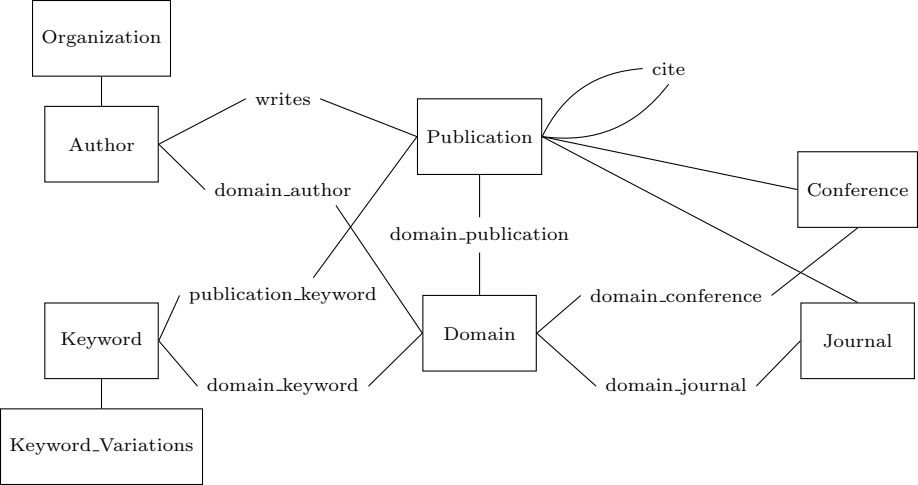 Organization
cite
writes
Publication
Author
domain_author
Conference
domain_publication
publication_keyword
domain_conference
Keyword
Domain
Journal
domain_keyword
domain_journal
Keyword_Variations